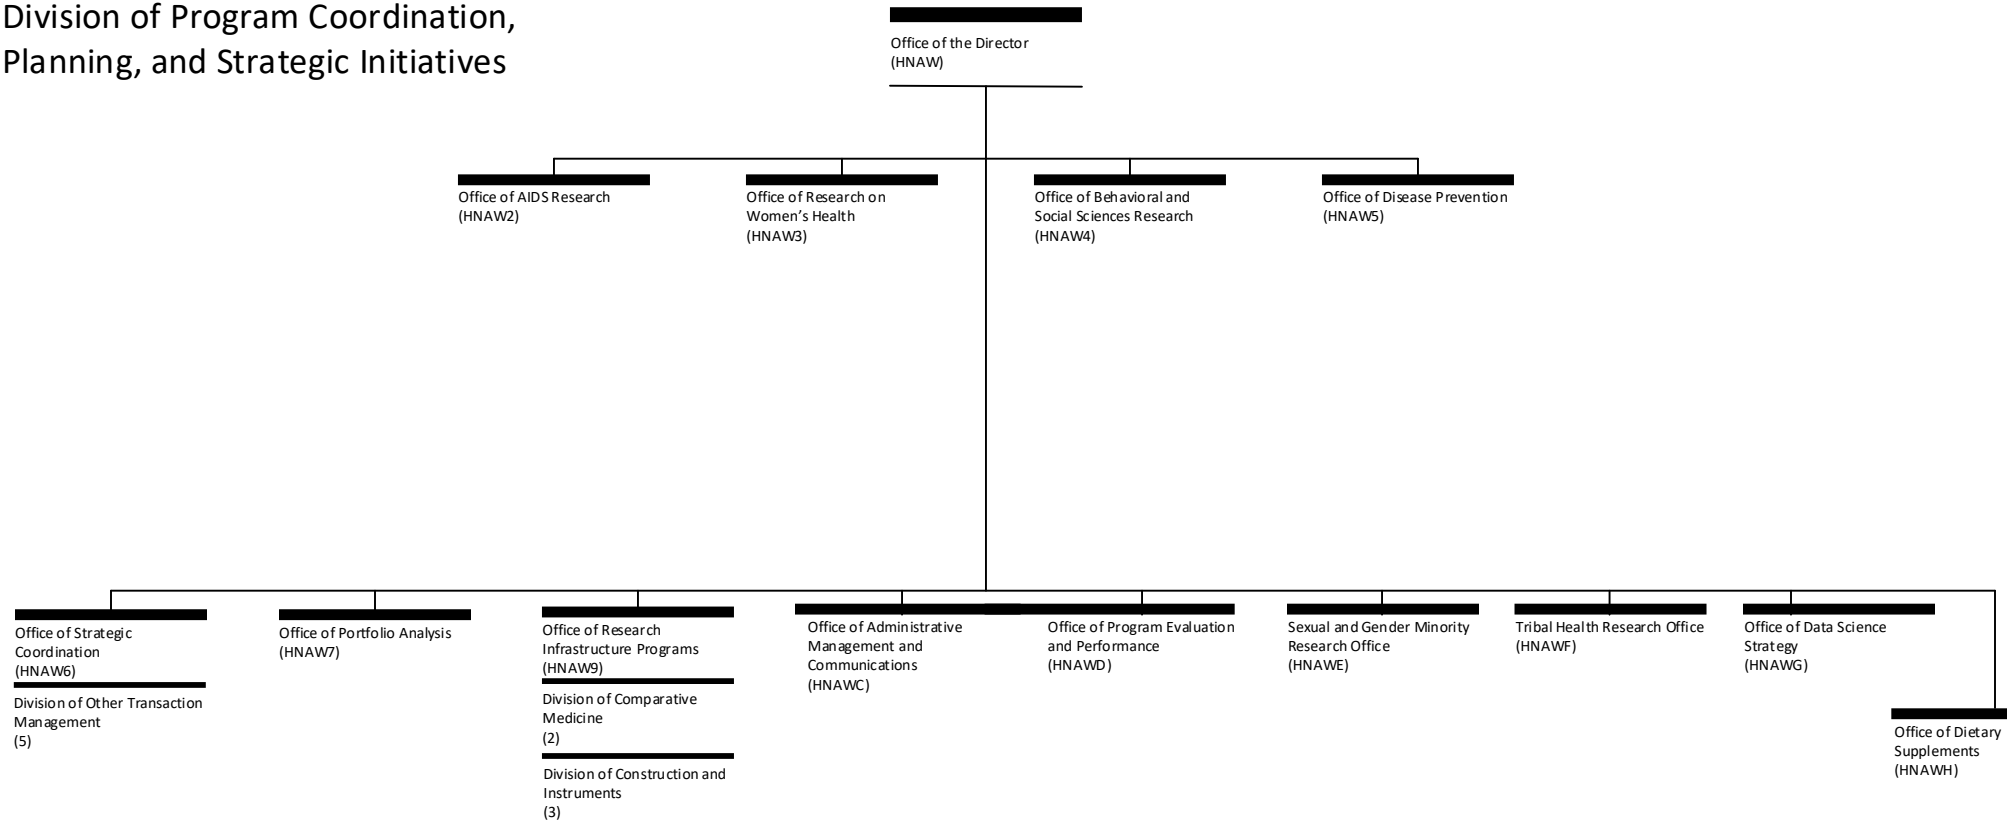 Division of Program Coordination,
Planning, and Strategic Initiatives
Office of the Director
(HNAW)
Office of AIDS Research
(HNAW2)
Office of Research on
Women’s Health
(HNAW3)
Office of Behavioral and
Social Sciences Research
(HNAW4)
Office of Disease Prevention
(HNAW5)
Office of Strategic
Coordination
(HNAW6)
Division of Other Transaction
Management
(5)
Office of Portfolio Analysis
(HNAW7)
Office of Research
Infrastructure Programs
(HNAW9)
Division of Comparative
Medicine
(2)
Division of Construction and
Instruments
(3)
Office of Administrative
Management and
Communications
(HNAWC)
Office of Program Evaluation
and Performance
(HNAWD)
Sexual and Gender Minority
Research Office
(HNAWE)
Tribal Health Research Office
(HNAWF)
Office of Data Science
Strategy
(HNAWG)
Office of Dietary
Supplements
(HNAWH)